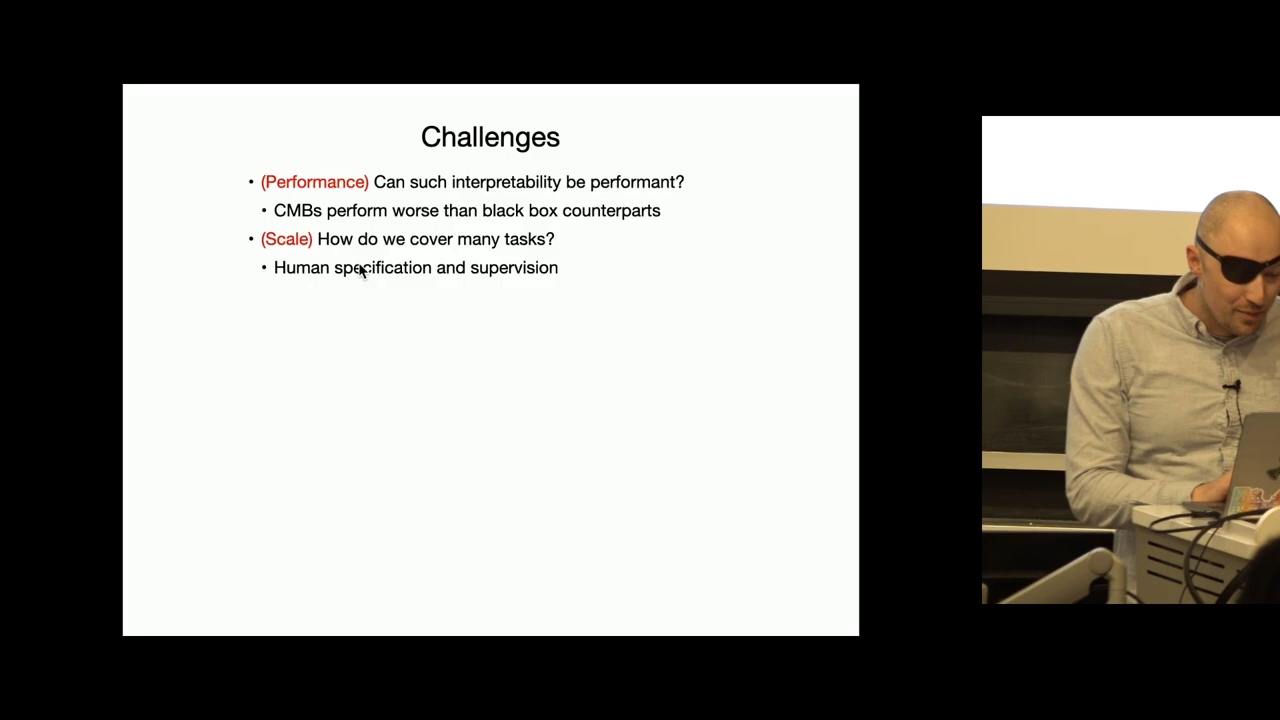 Challenges
• (Performance) Can such interpretability be performant?
• CMBs perform worse than black box counterparts
• (Scale) How do we cover many tasks?
• Human specification and supervision